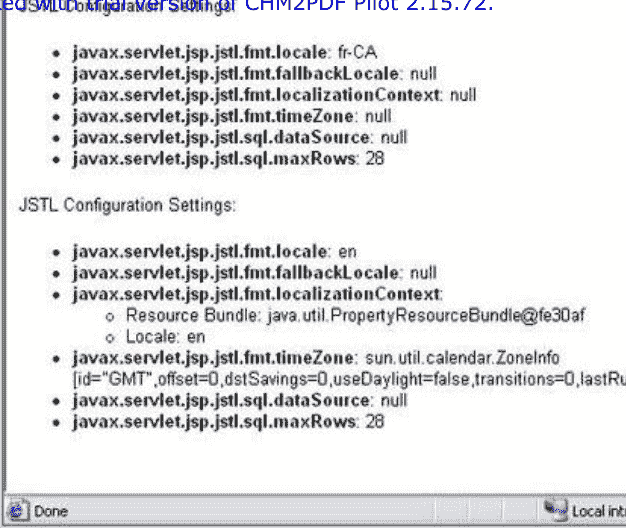 ed with trial version of CHM2PDF Pilot 2.15.72.
JSTL Configuration Settings:
• javax.servlet.jsp.jstl.fmt.locale: fr-CA
• javax.servlet.jsp.jstl.fmt.fallbackLocale: null
• javax.servlet.jsp.jstl.fmt.localizationContext: null
• javax.servlet.jsp.jstl.fmt.timeZone: null
• javax.servlet.jsp.jstl.sql.dataSource: null
• javax.servlet.jsp.jstl.sql.maxRows: 28
JSTL Configuration Settings:
• javax.servlet.jsp.jstl.fmt.locale: en
• javax.servlet.jsp.jstl.fmt.fallbackLocale: null
• javax.servlet.jsp.jstl.fmt.localizationContext:
○ Resource Bundle: java.util.PropertyResourceBundle@fe30af
○ Locale: en
• javax.servlet.jsp.jstl.fmt.timeZone: sun.util.calendar.ZoneInfo
[id="GMT",offset=0,dstSavings=0,useDaylight=false,transitions=0,lastRu
• javax.servlet.jsp.jstl.sql.dataSource: null
• javax.servlet.jsp.jstl.sql.maxRows: 28
Done
Local int